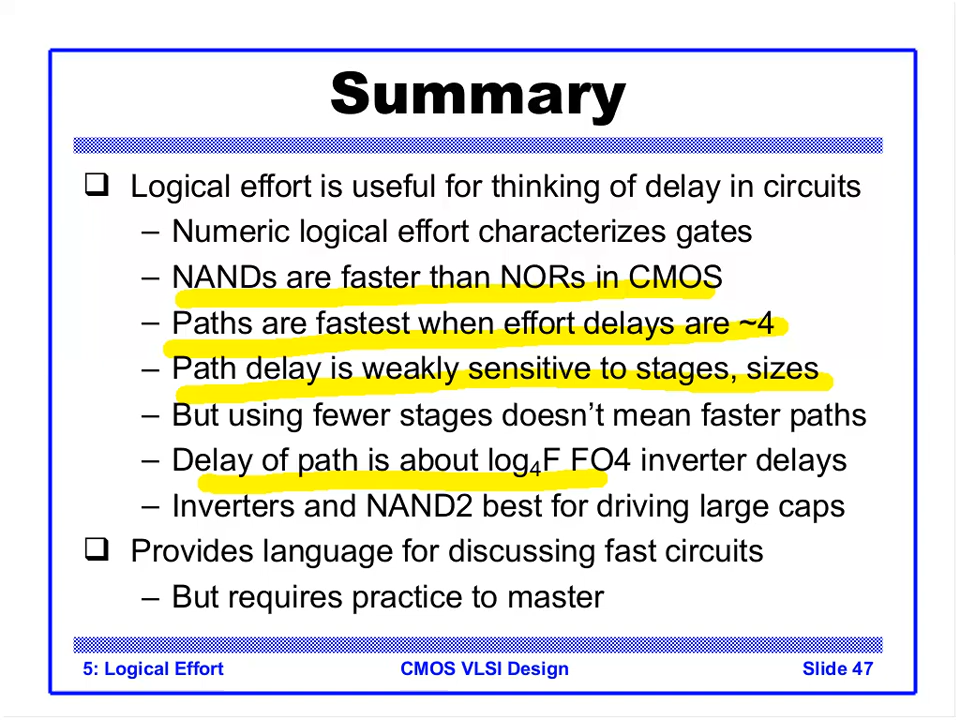 Summary
❑ Logical effort is useful for thinking of delay in circuits
– Numeric logical effort characterizes gates
– NANDs are faster than NORs in CMOS
– Paths are fastest when effort delays are ~4
– Path delay is weakly sensitive to stages, sizes
– But using fewer stages doesn’t mean faster paths
– Delay of path is about log₄F FO4 inverter delays
– Inverters and NAND2 best for driving large caps
❑ Provides language for discussing fast circuits
– But requires practice to master
5: Logical Effort CMOS VLSI Design Slide 47